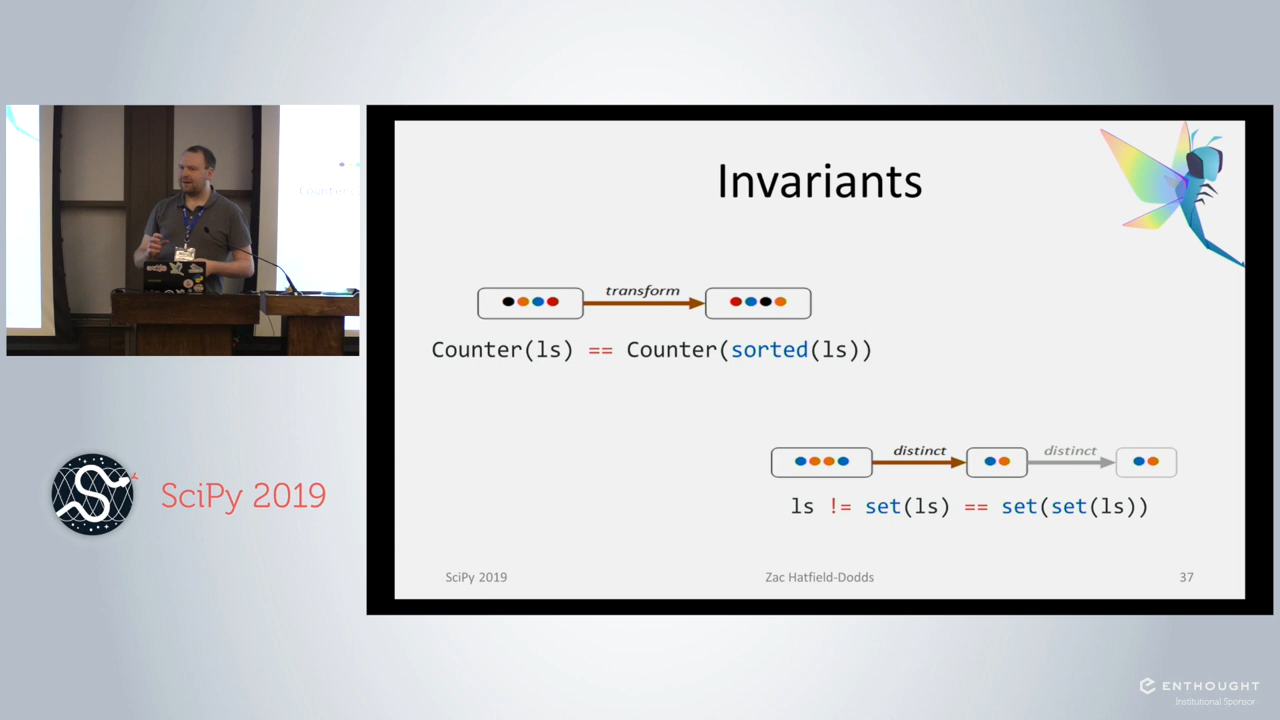 Invariants
transform
Counter(ls) == Counter(sorted(ls))
distinct
distinct
ls != set(ls) == set(set(ls))
SciPy 2019
Zac Hatfield-Dodds
37
Counter
SciPy 2019
ENTHOUGHT
Institutional Sponsor